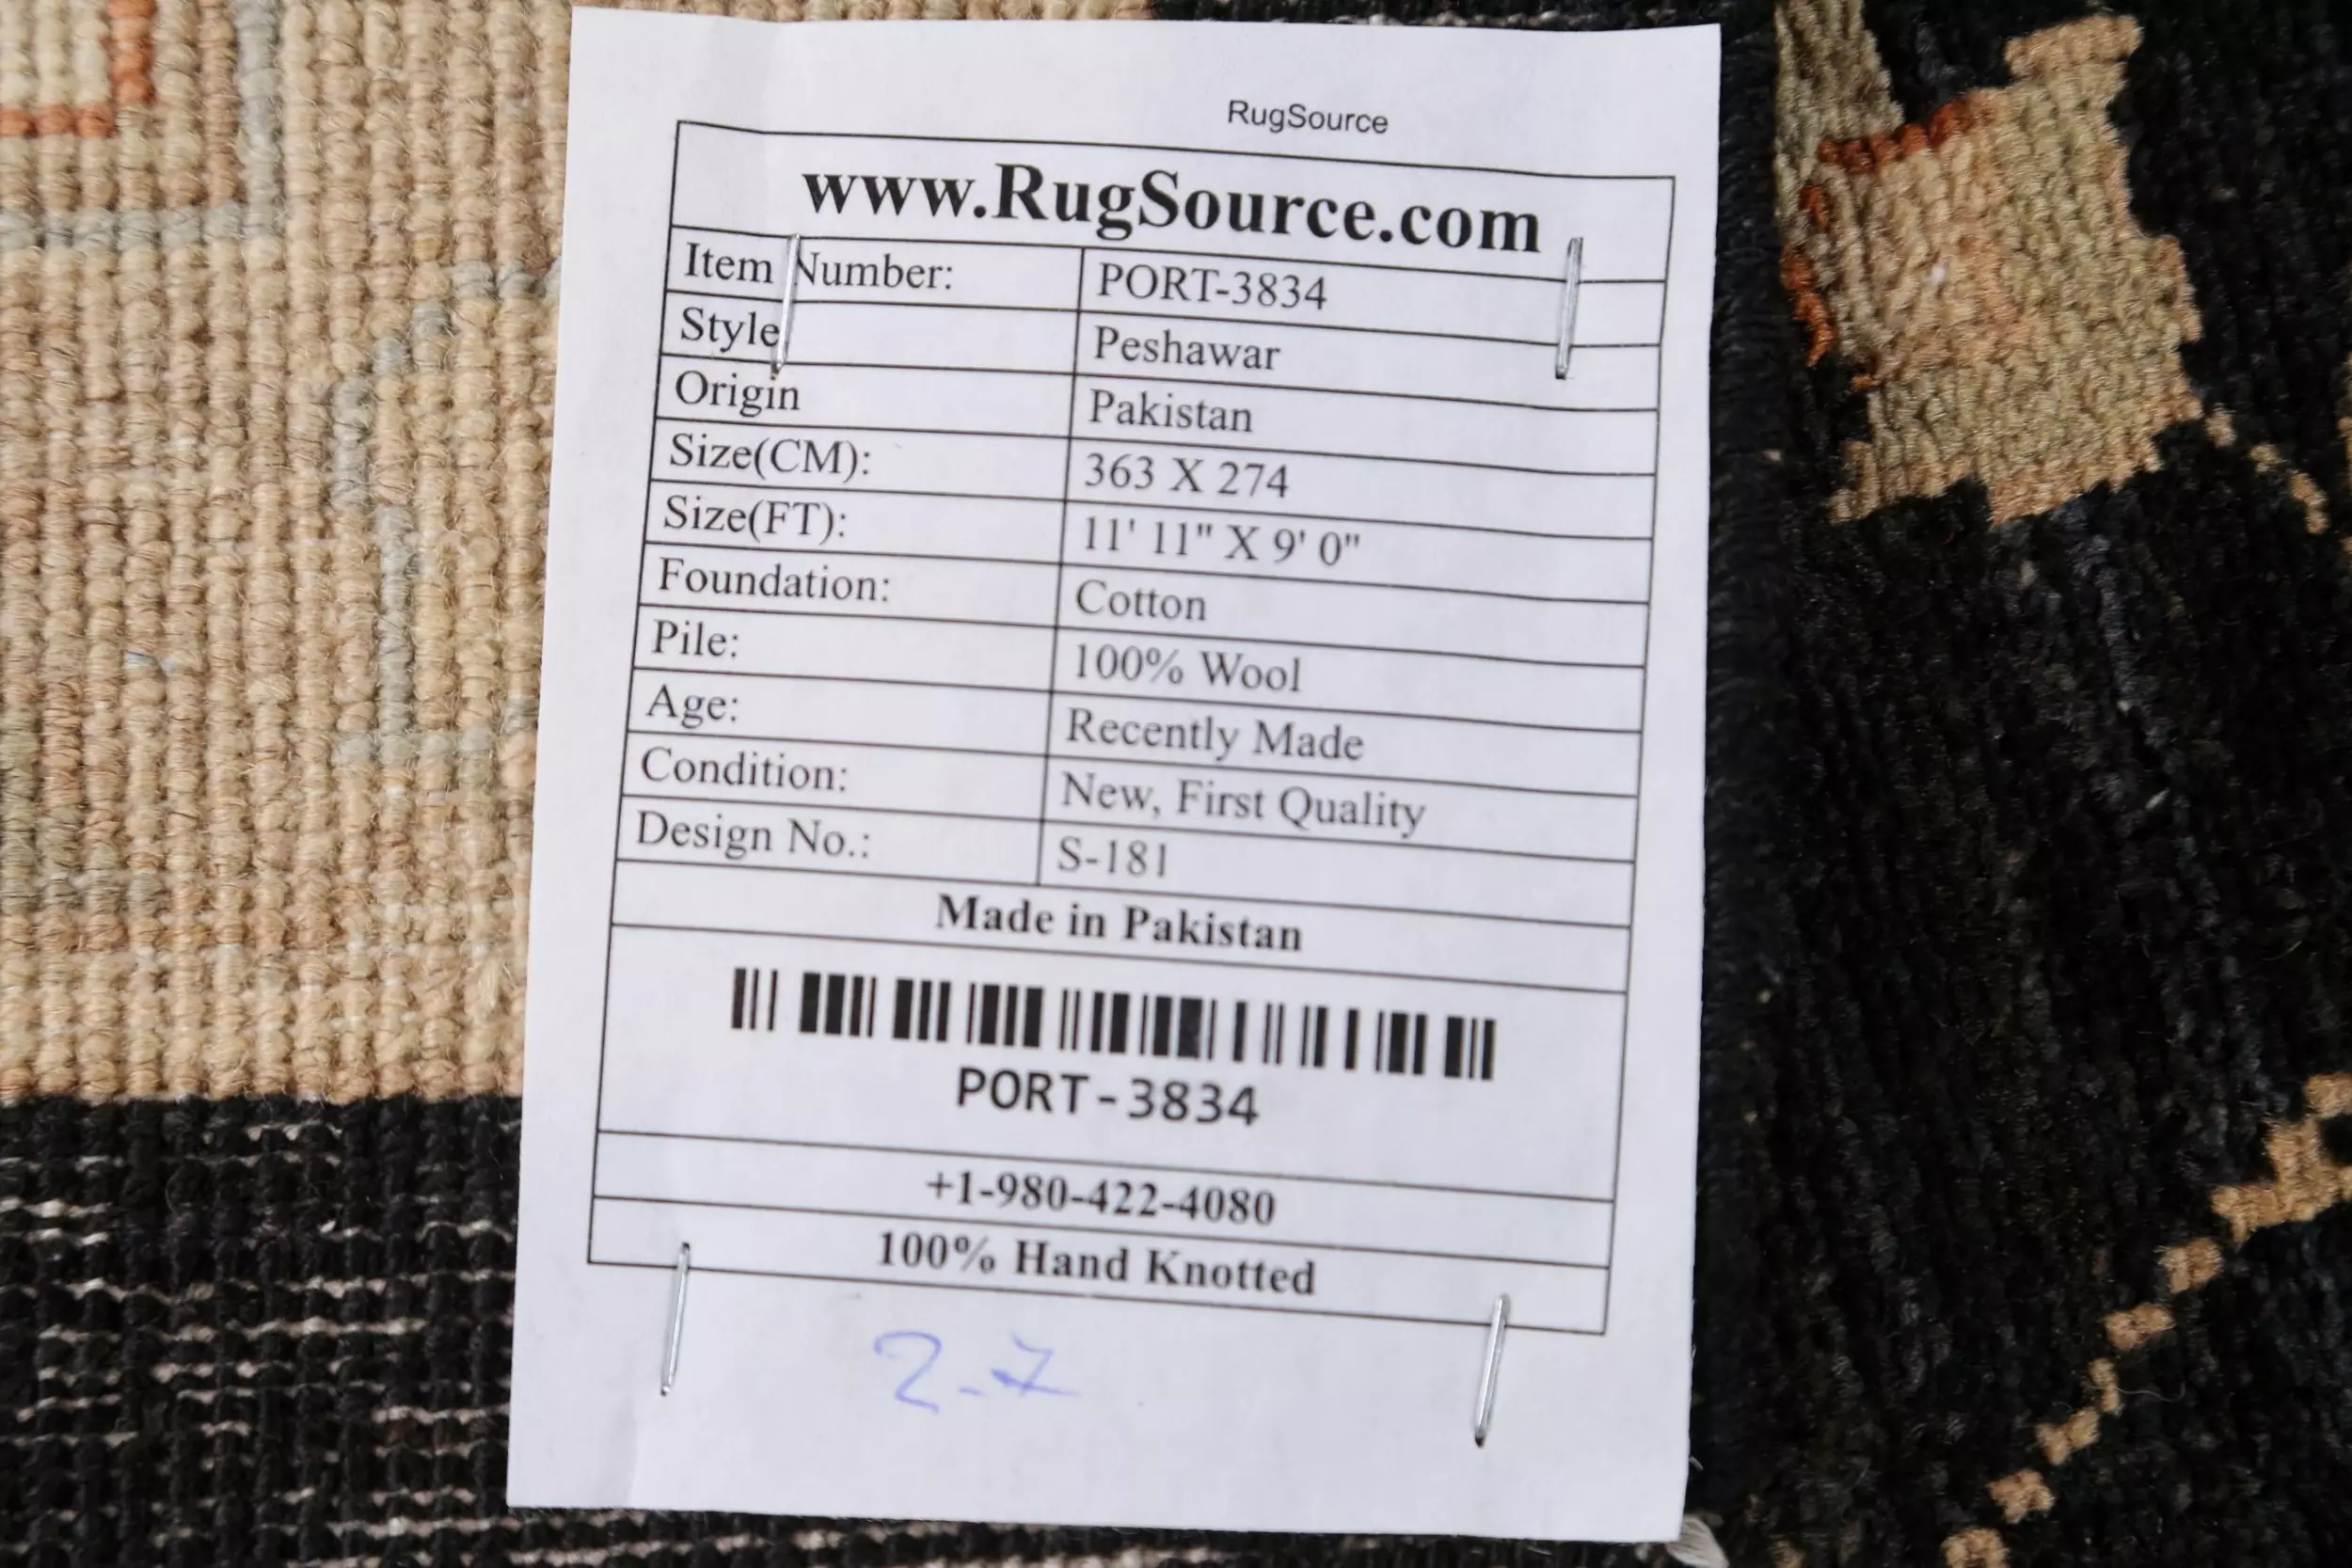 RugSource
www.RugSource.com
Item Number: PORT-3834
Style Peshawar
Origin Pakistan
Size(CM): 363 X 274
Size(FT): 11' 11" X 9' 0"
Foundation: Cotton
Pile: 100% Wool
Age: Recently Made
Condition: New, First Quality
Design No.: S-181
Made in Pakistan
PORT-3834
+1-980-422-4080
100% Hand Knotted
2-7